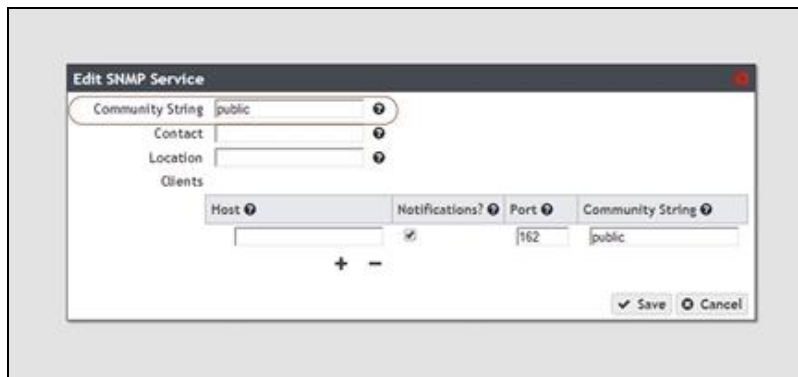 Edit SNMP Service
Community String public
Contact
Location
Clients
Host Notifications? Port Community String
162 public
Save Cancel